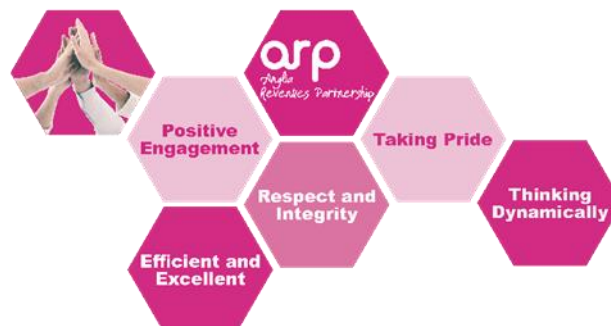 arp
Anglia
Revenues Partnership
Positive
Engagement
Taking Pride
Respect and
Integrity
Thinking
Dynamically
Efficient and
Excellent